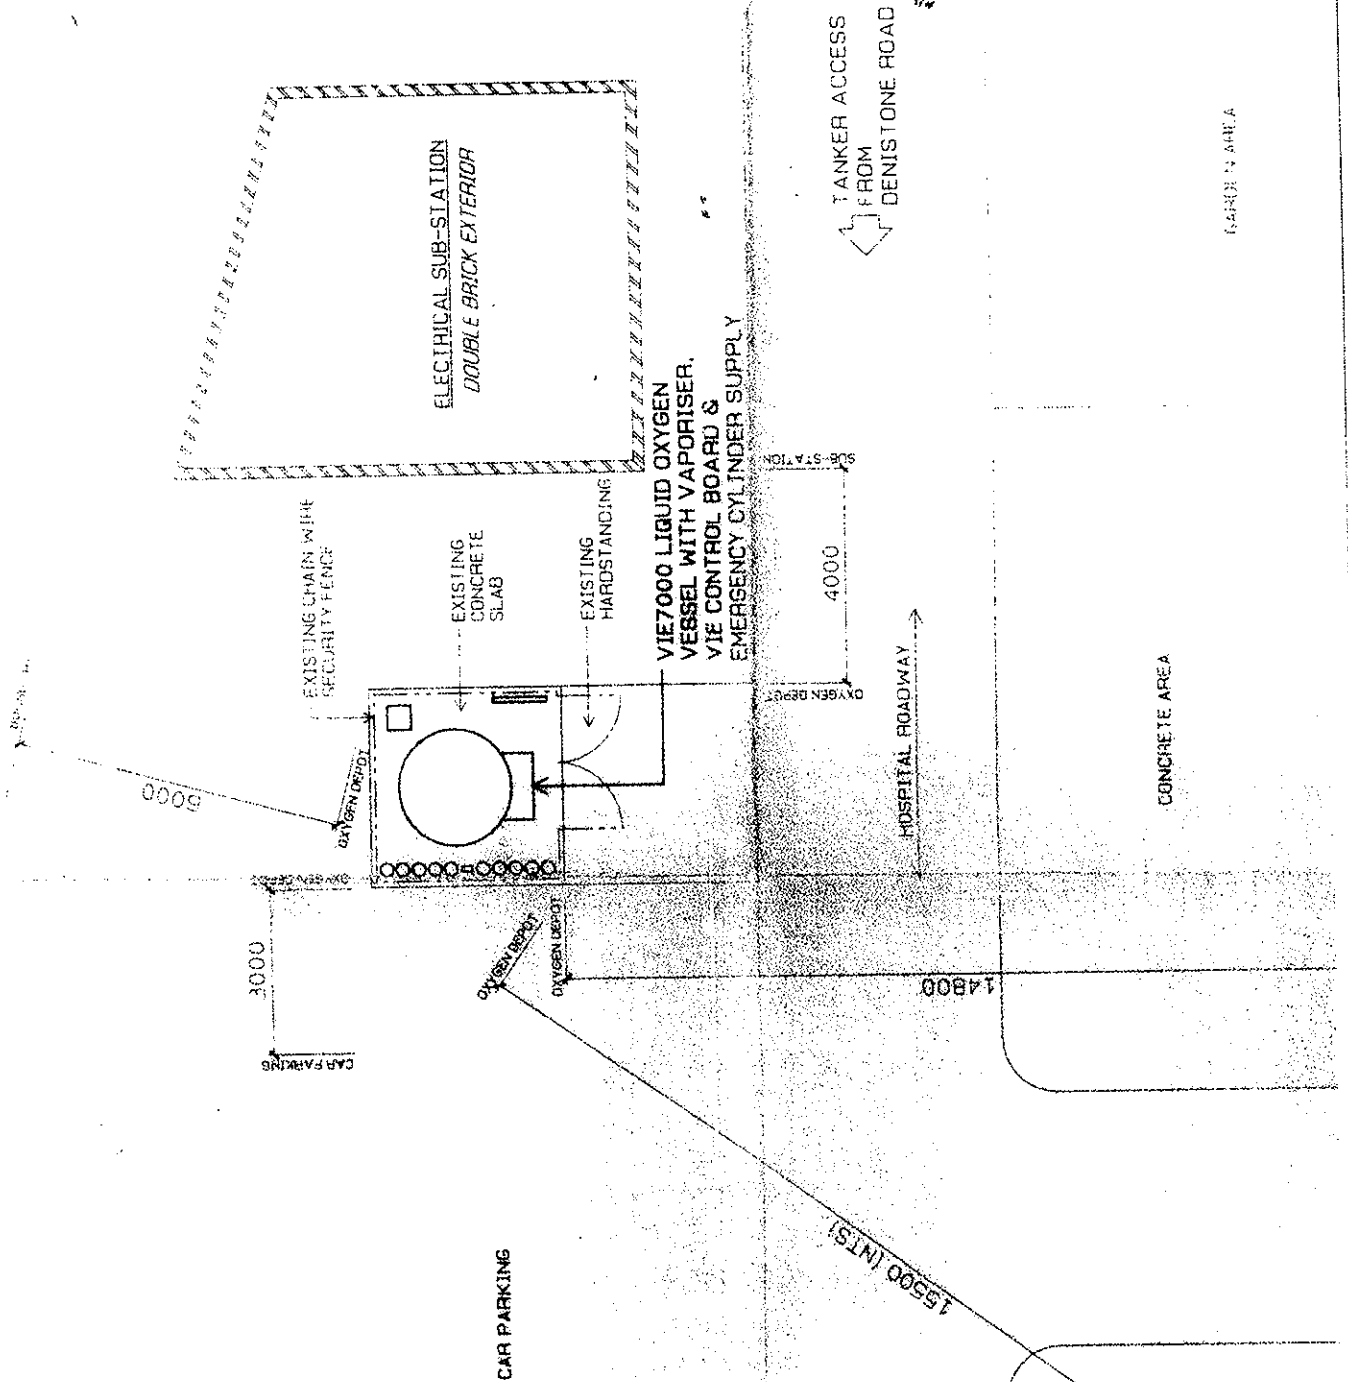 ELECTRICAL SUB-STATION
DOUBLE BRICK EXTERIOR
TANKER ACCESS
FROM
DENISTONE ROAD
GARDEN AREA
EXISTING CHAIN WIRE
SECURITY FENCE
EXISTING
CONCRETE
SLAB
EXISTING
HARDSTANDING
VIE7000 LIQUID OXYGEN
VESSEL WITH VAPORISER,
VIE CONTROL BOARD &
EMERGENCY CYLINDER SUPPLY
SUB-STATION
4000
OXYGEN DEPOT
HOSPITAL ROADWAY
CONCRETE AREA
5000
OXYGEN DEPOT
3000
CAR PARKING
OXYGEN DEPOT
OXYGEN DEPOT
14800
15500 (NTS)
CAR PARKING